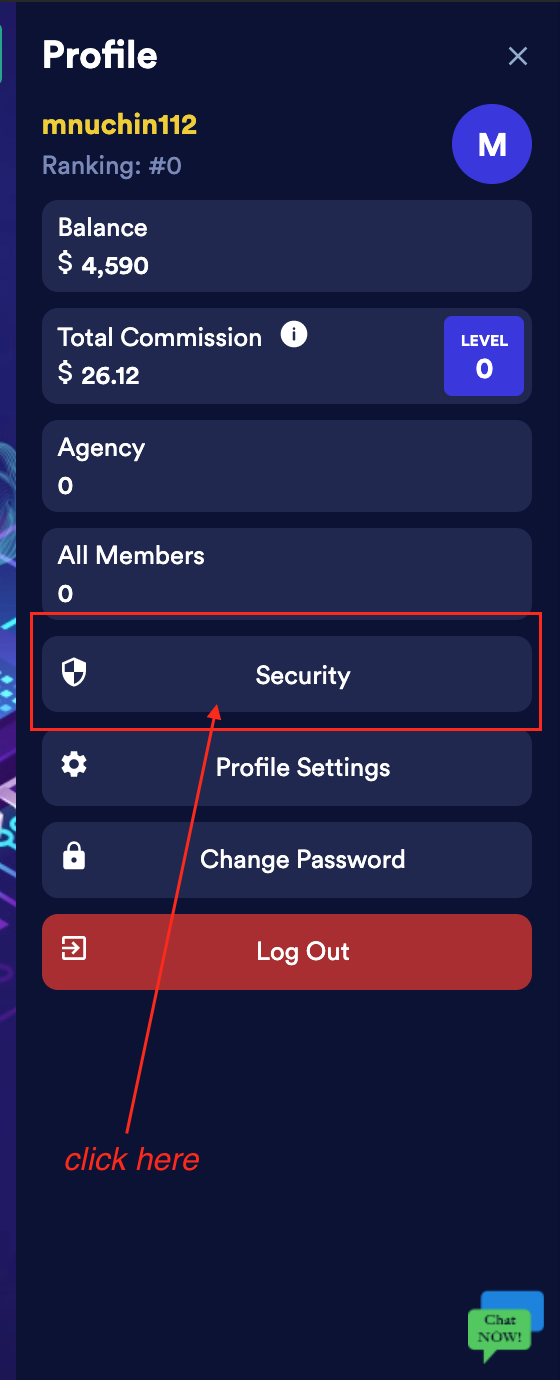 Profile
mnuchin112
M
Ranking: #0
Balance
$ 4,590
Total Commission
i
$ 26.12
LEVEL
0
Agency
0
All Members
0
Security
Profile Settings
Change Password
Log Out
click here
Chat
NOW!